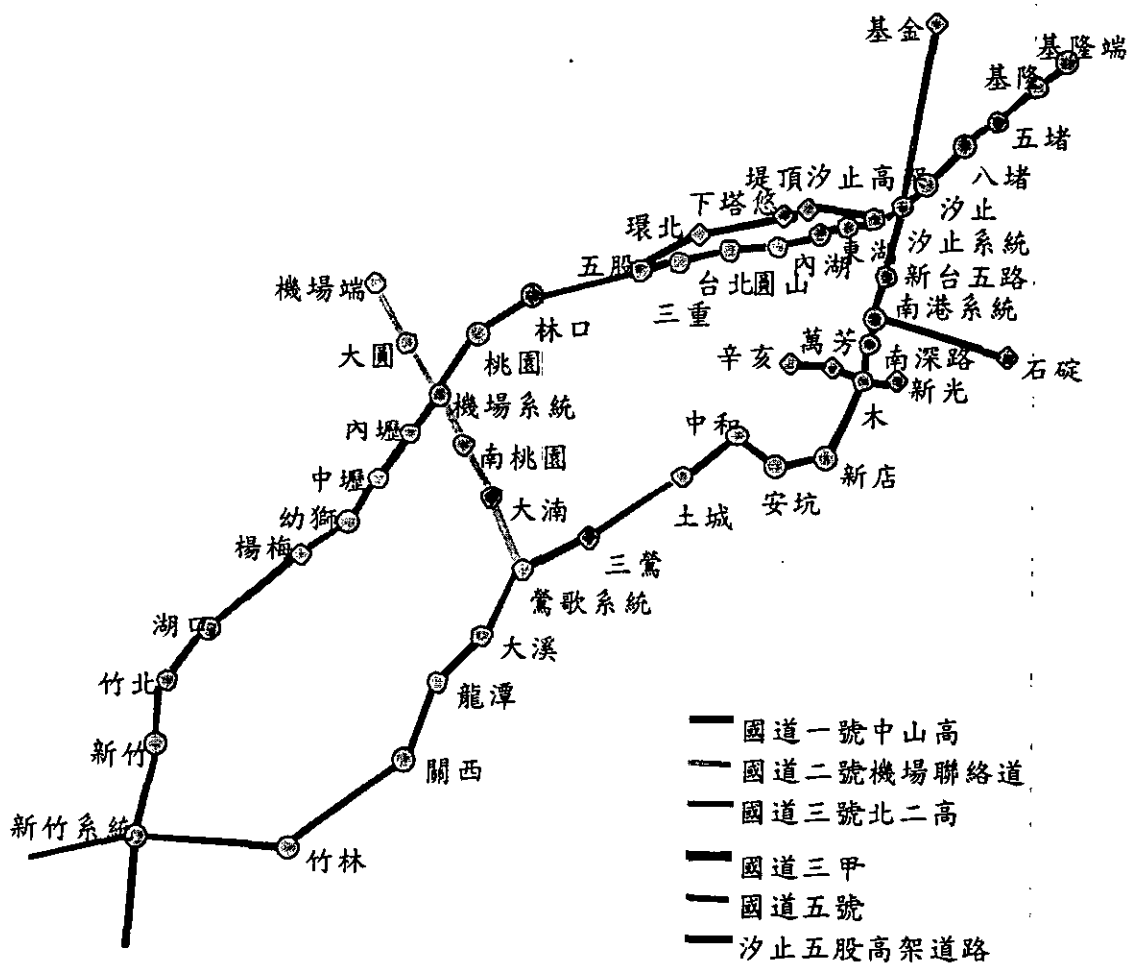 基金
基隆端
基隆
五堵
八堵
堤頂
汐止高
汐止
下塔悠
環北
東湖
汐止系統
內湖
五股
台北
圓山
新台五路
機場端
三重
南港系統
林口
大園
桃園
辛亥
萬芳
南深路
石碇
新光
機場系統
木
內壢
中和
南桃園
新店
中壢
安坑
大湳
土城
幼獅
楊梅
三鶯
鶯歌系統
湖口
大溪
竹北
龍潭
新竹
關西
新竹系統
竹林
國道一號中山高
國道二號機場聯絡道
國道三號北二高
國道三甲
國道五號
汐止五股高架道路